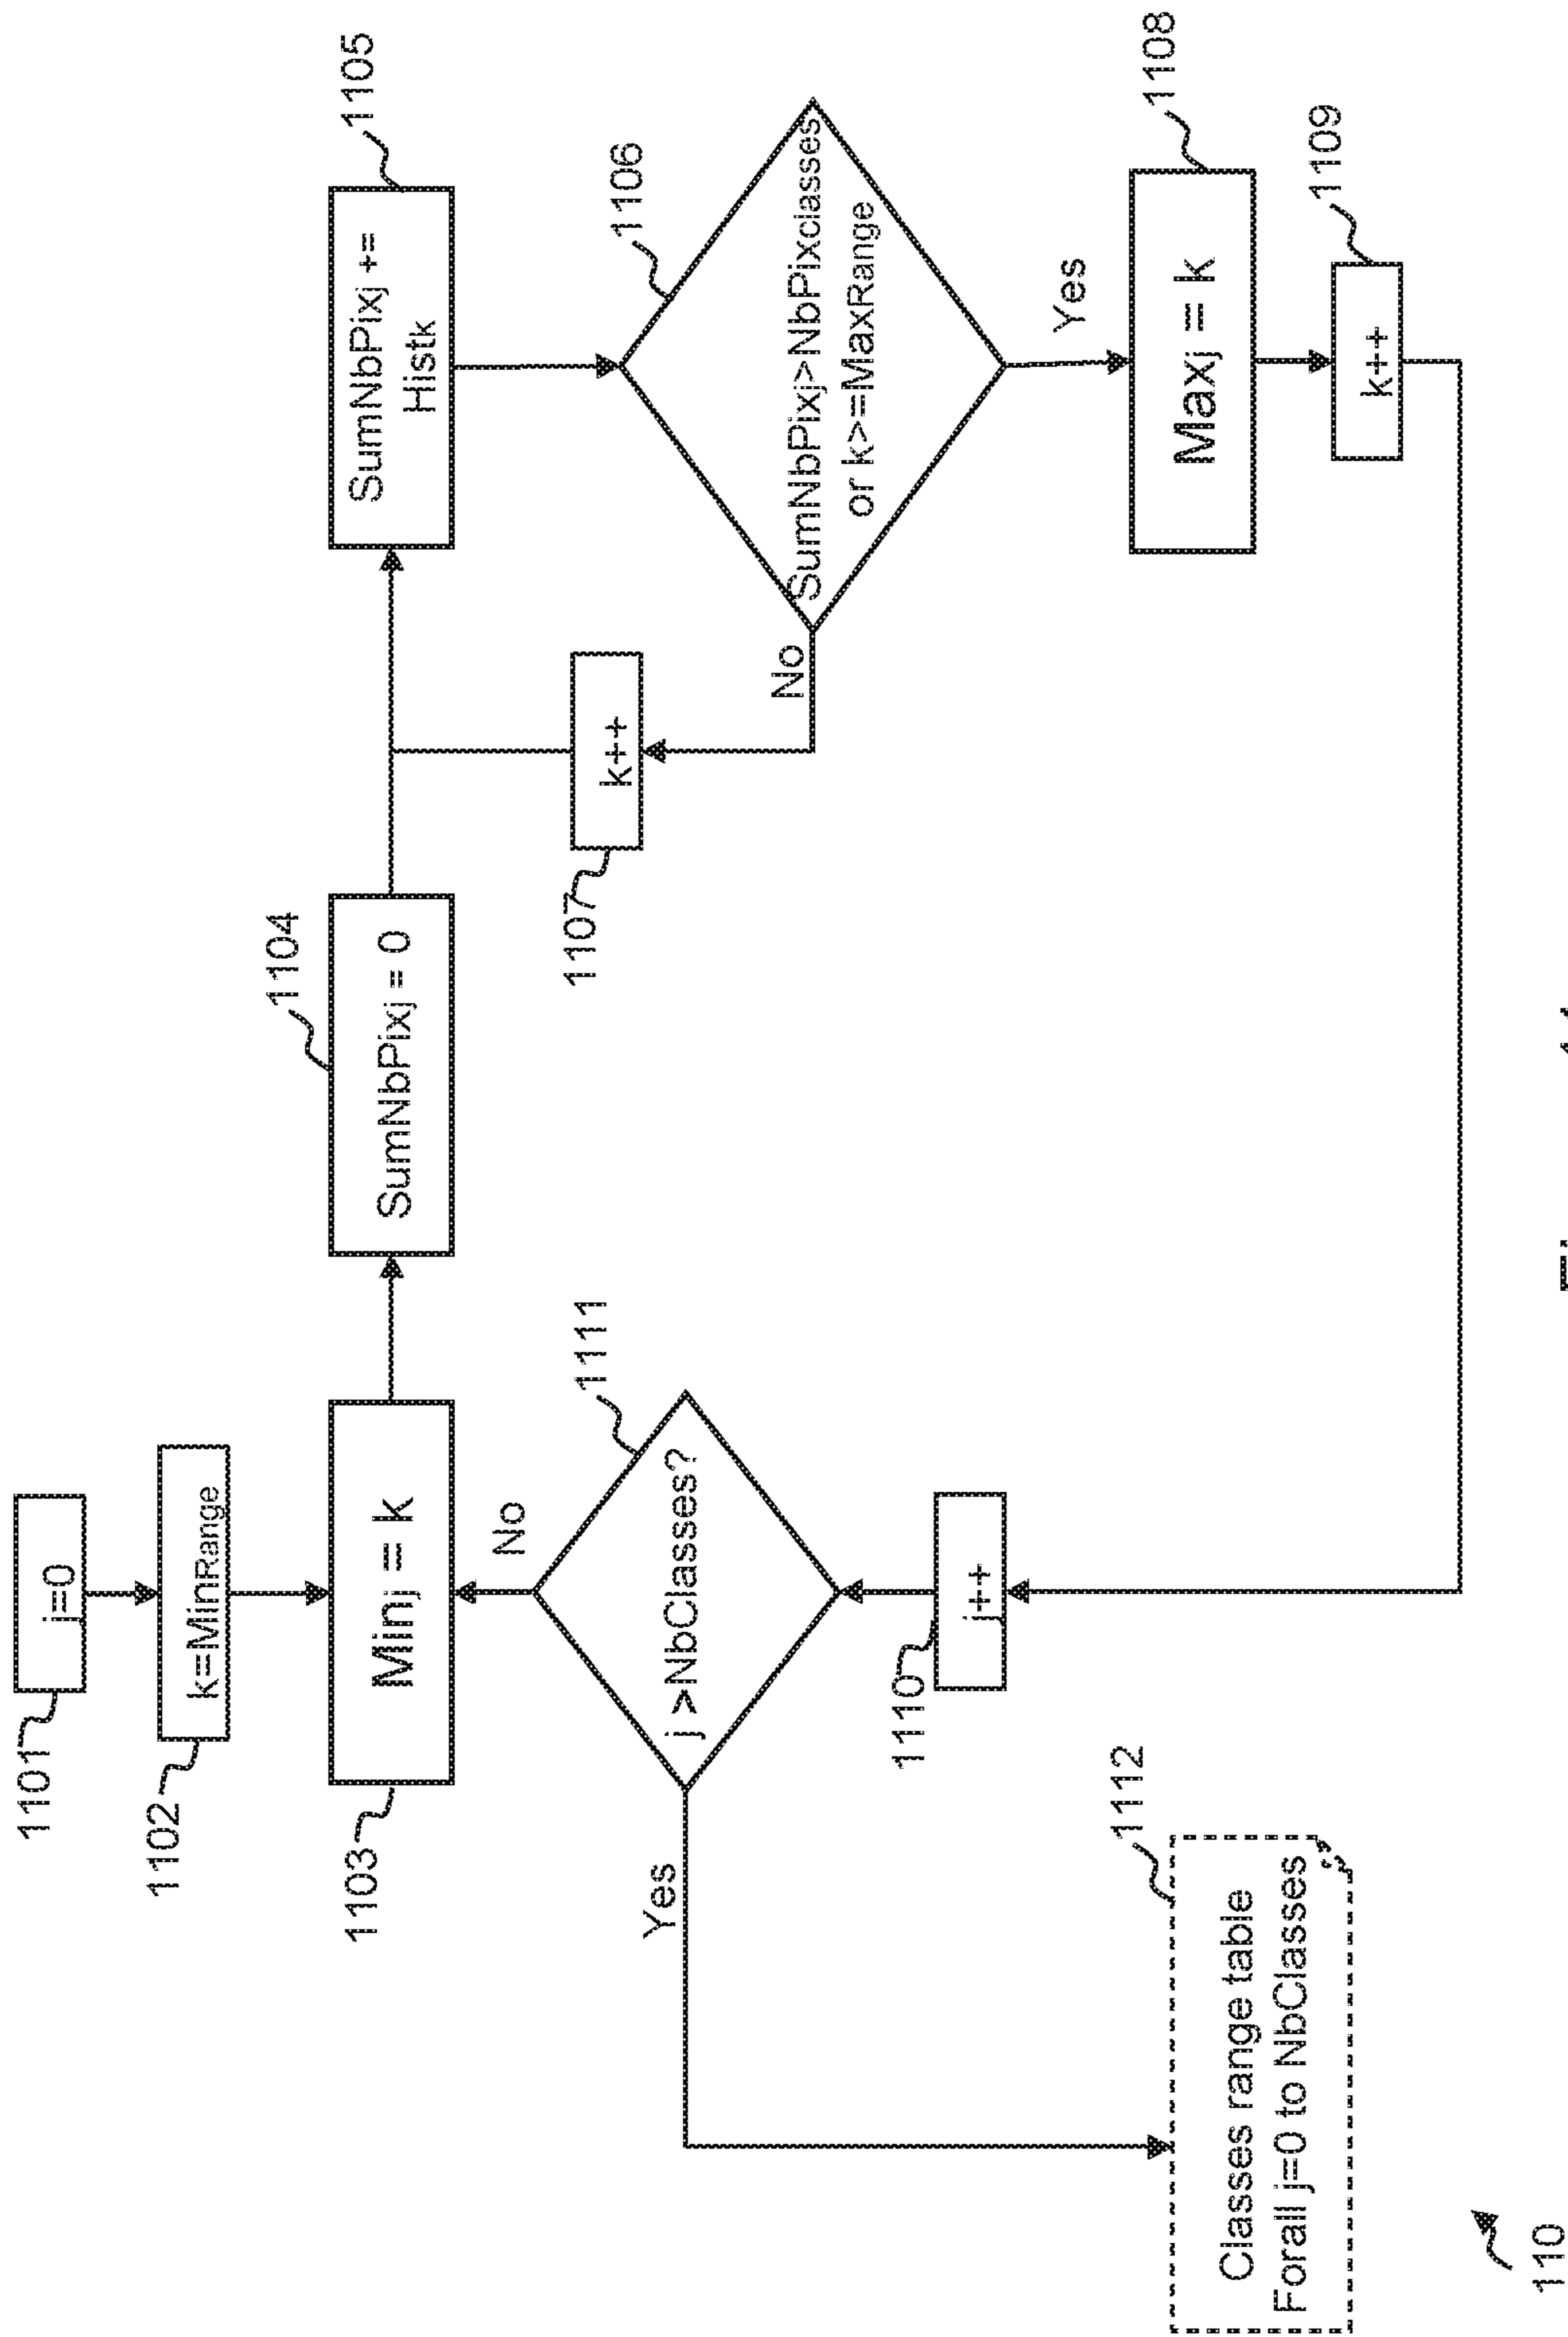 1101
j=0
1102
k=MinRange
1103
Minj = k
1104
SumNbPixj = 0
1105
SumNbPixj +=
Histk
1106
SumNbPixj>NbPixclasses
or k>=MaxRange
No
1107
k++
Yes
1108
Maxj = k
1109
k++
1110
j++
1111
j >NbClasses?
No
Yes
1112
Classes range table
Forall j=0 to NbClasses
110